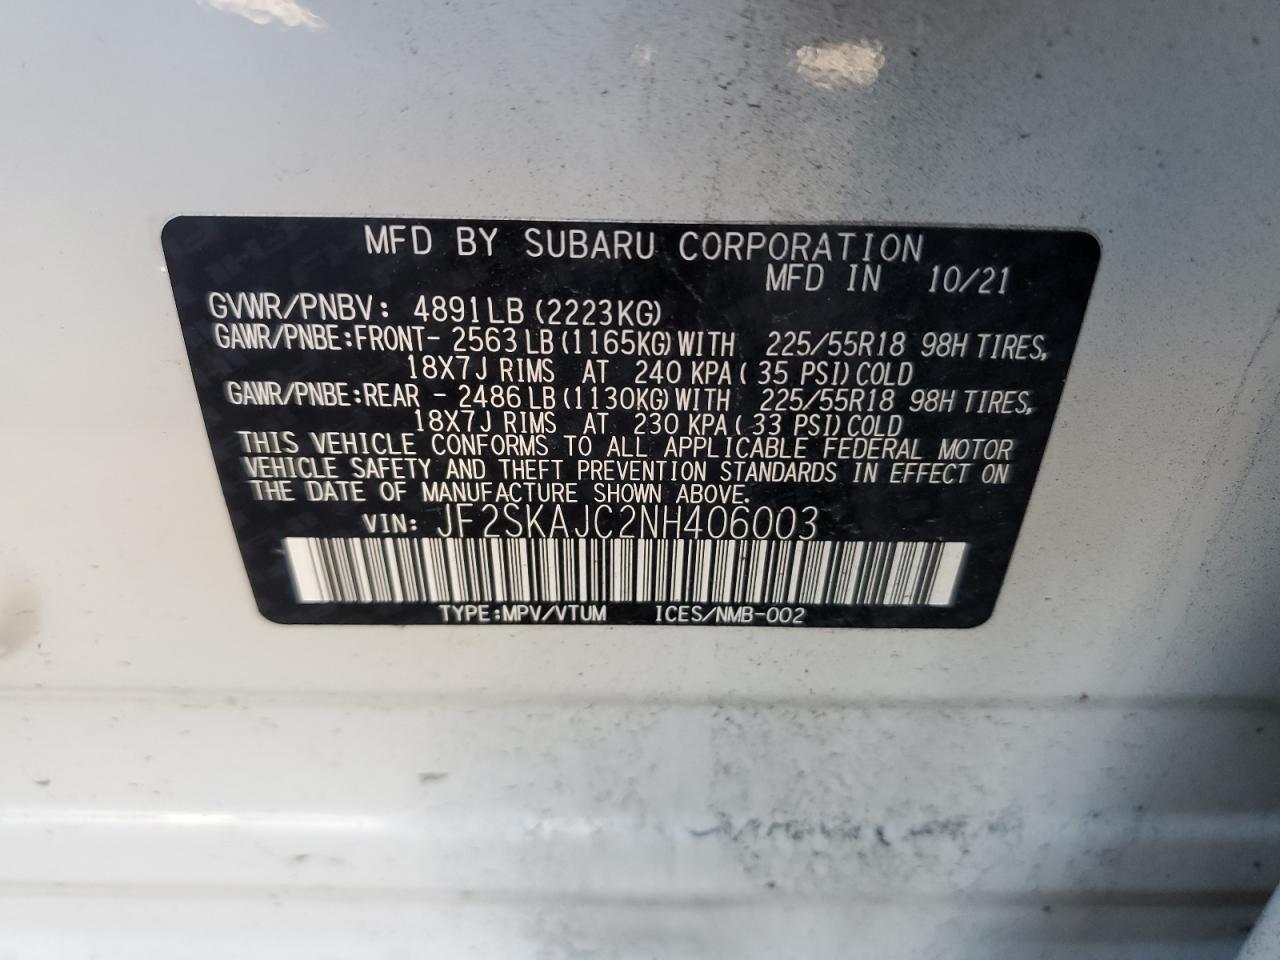 MFD BY SUBARU CORPORATION
MFD IN 10/21
GVWR/PNBV: 4891LB (2223KG)
GAWR/PNBE:FRONT- 2563 LB (1165KG) WITH 225/55R18 98H TIRES,
18X7J RIMS AT 240 KPA ( 35 PSI) COLD
GAWR/PNBE:REAR - 2486 LB (1130KG) WITH 225/55R18 98H TIRES,
18X7J RIMS AT 230 KPA ( 33 PSI) COLD
THIS VEHICLE CONFORMS TO ALL APPLICABLE FEDERAL MOTOR
VEHICLE SAFETY AND THEFT PREVENTION STANDARDS IN EFFECT ON
THE DATE OF MANUFACTURE SHOWN ABOVE.
VIN: JF2SKAJC2NH406003
TYPE:MPV/VTUM ICES/NMB-002